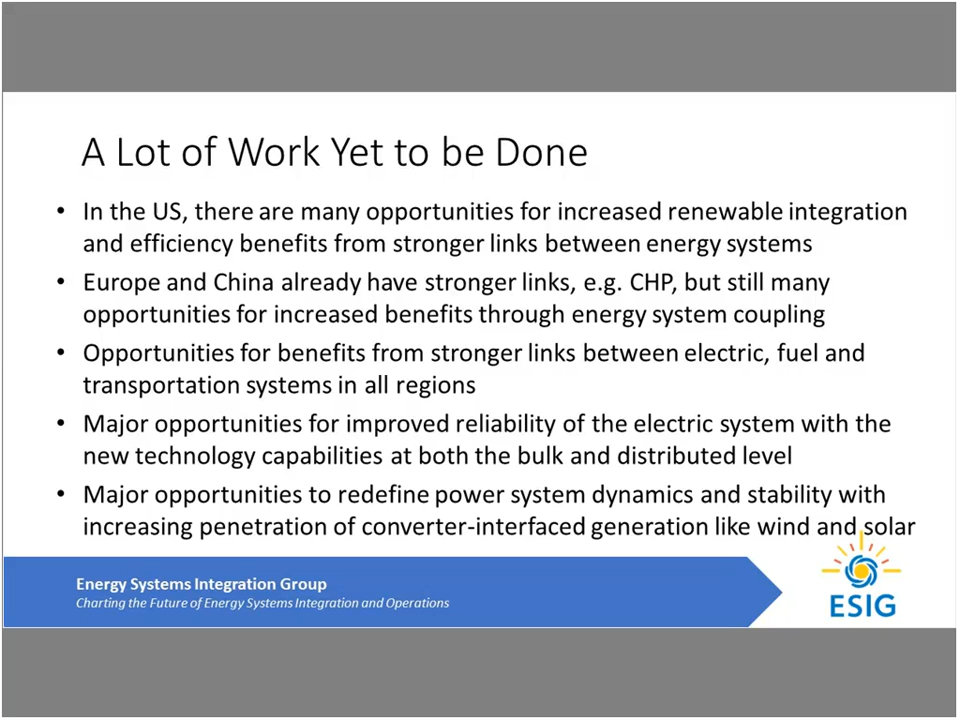 A Lot of Work Yet to be Done
• In the US, there are many opportunities for increased renewable integration
and efficiency benefits from stronger links between energy systems
• Europe and China already have stronger links, e.g. CHP, but still many
opportunities for increased benefits through energy system coupling
• Opportunities for benefits from stronger links between electric, fuel and
transportation systems in all regions
• Major opportunities for improved reliability of the electric system with the
new technology capabilities at both the bulk and distributed level
• Major opportunities to redefine power system dynamics and stability with
increasing penetration of converter-interfaced generation like wind and solar
Energy Systems Integration Group
Charting the Future of Energy Systems Integration and Operations
ESIG